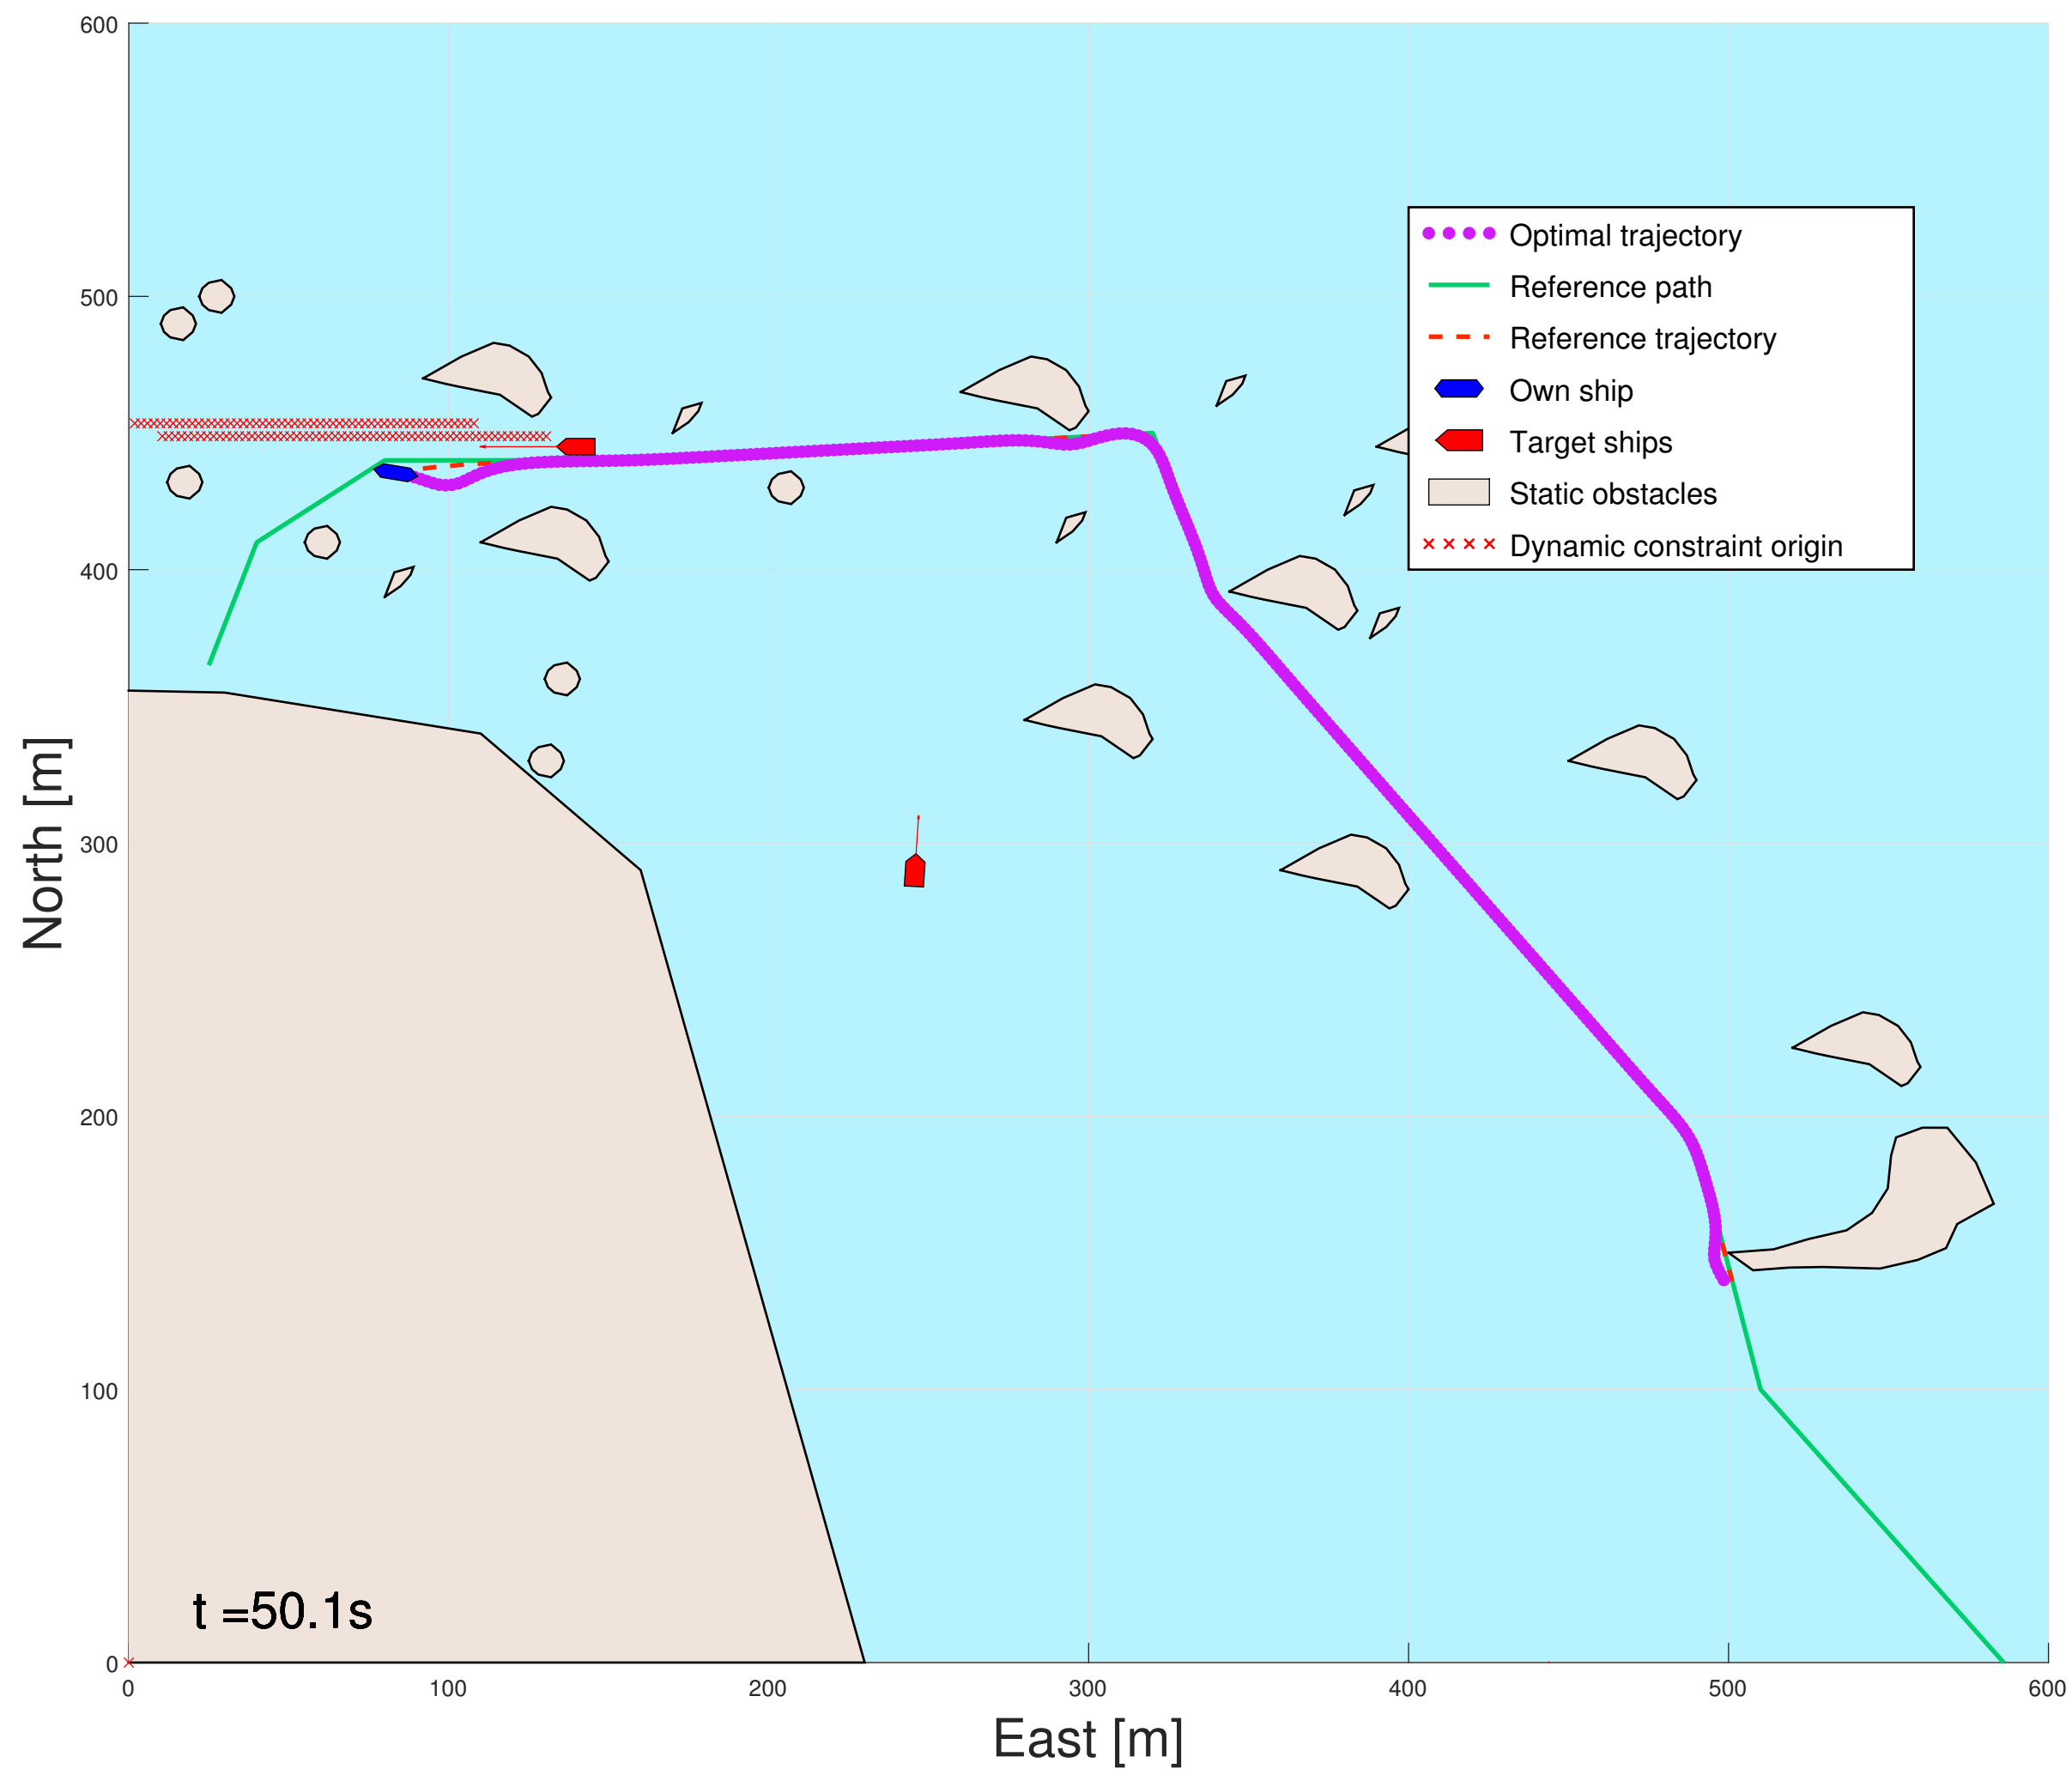 600
500
400
300
200
100
0
North [m]
Optimal trajectory
Reference path
Reference trajectory
Own ship
Target ships
Static obstacles
Dynamic constraint origin
t =50.1s
0 100 200 300 400 500 600
East [m]